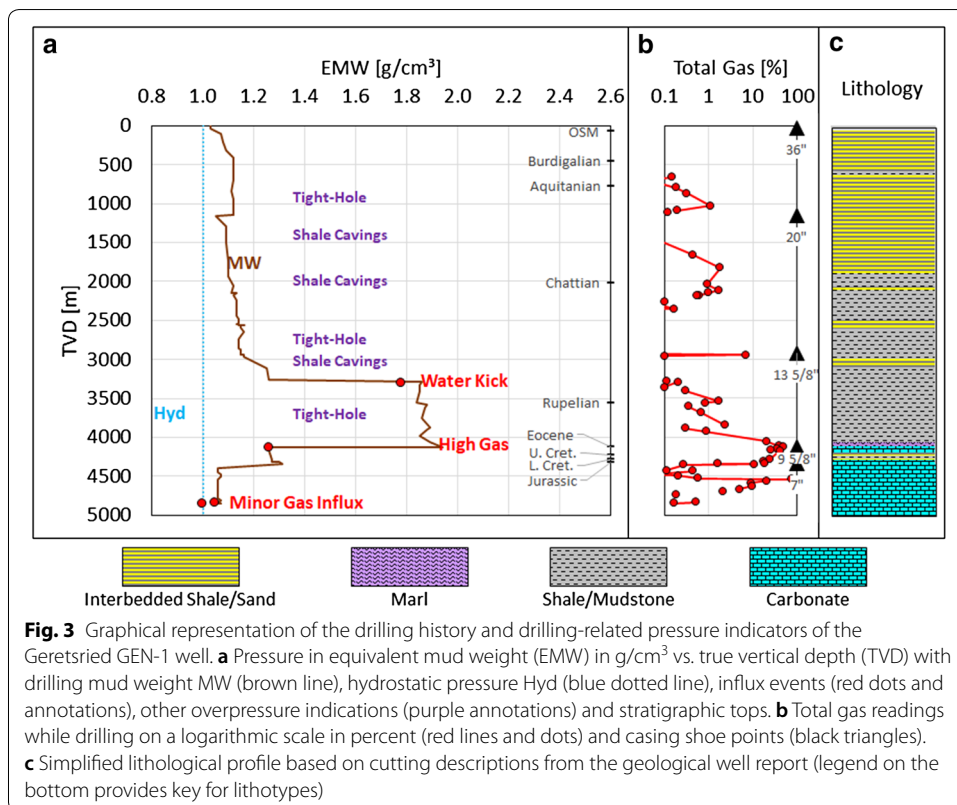 a
b
c
EMW [g/cm³]
Total Gas [%]
Lithology
0.8 1.0 1.2 1.4 1.6 1.8 2.0 2.2 2.4 2.6
0.1 1 10 100
0
500
1000
1500
2000
2500
3000
3500
4000
4500
5000
TVD [m]
OSM
Burdigalian
Aquitanian
Chattian
Rupelian
Eocene
U. Cret.
L. Cret.
Jurassic
Tight-Hole
Shale Cavings
MW
Shale Cavings
Tight-Hole
Shale Cavings
Water Kick
Hyd
Tight-Hole
High Gas
Minor Gas Influx
36"
20"
13 5/8"
9 5/8"
7"
Interbedded Shale/Sand
Marl
Shale/Mudstone
Carbonate
Fig. 3 Graphical representation of the drilling history and drilling-related pressure indicators of the
Geretsried GEN-1 well. a Pressure in equivalent mud weight (EMW) in g/cm³ vs. true vertical depth (TVD) with
drilling mud weight MW (brown line), hydrostatic pressure Hyd (blue dotted line), influx events (red dots and
annotations), other overpressure indications (purple annotations) and stratigraphic tops. b Total gas readings
while drilling on a logarithmic scale in percent (red lines and dots) and casing shoe points (black triangles).
c Simplified lithological profile based on cutting descriptions from the geological well report (legend on the
bottom provides key for lithotypes)